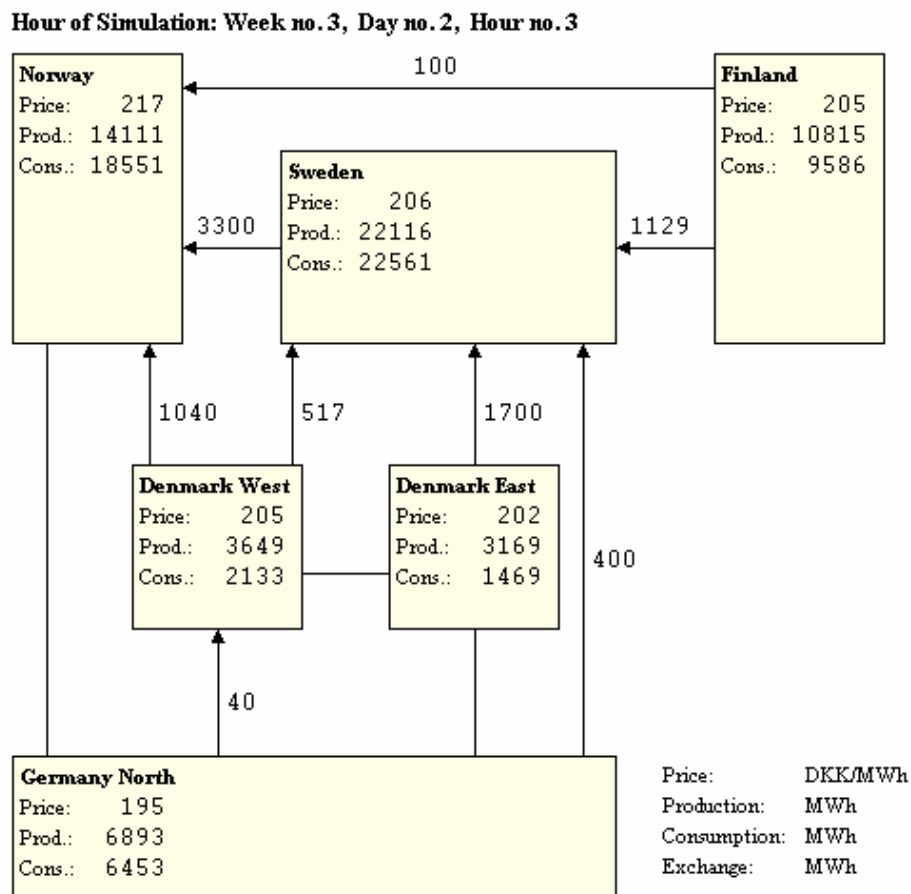 Hour of Simulation: Week no. 3, Day no. 2, Hour no. 3
Norway
Price: 217
Prod.: 14111
Cons.: 18551
100
Finland
Price: 205
Prod.: 10815
Cons.: 9586
Sweden
Price: 206
Prod.: 22116
Cons.: 22561
3300
1129
1040
517
1700
400
Denmark West
Price: 205
Prod.: 3649
Cons.: 2133
Denmark East
Price: 202
Prod.: 3169
Cons.: 1469
40
Germany North
Price: 195
Prod.: 6893
Cons.: 6453
Price: DKK/MWh
Production: MWh
Consumption: MWh
Exchange: MWh